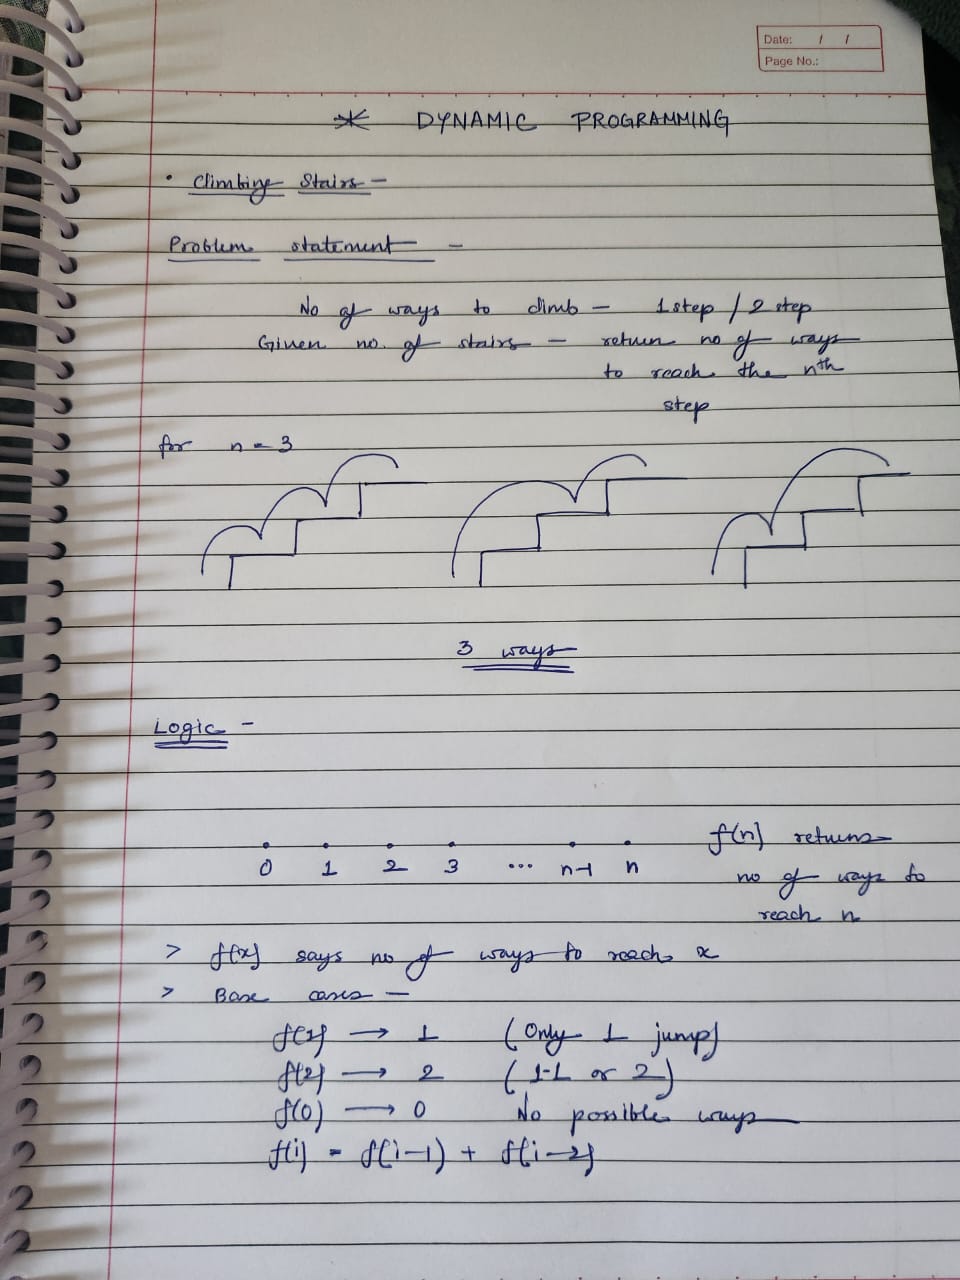 Date: / /
Page No.:
* DYNAMIC PROGRAMMING
• Climbing Stairs -
Problem statement -
No of ways to climb - 1 step / 2 step
Given no. of stairs - return no of ways
to reach the nth
step
for n = 3
3 ways
Logic -
0 1 2 3 ... n-1 n
f(n) returns
no of ways to
reach n
> f(x) says no of ways to reach x
> Base cases -
f(1) → 1 (Only 1 jump)
f(2) → 2 (1-1 or 2)
f(0) → 0 No possible ways
f(i) = f(i-1) + f(i-2)